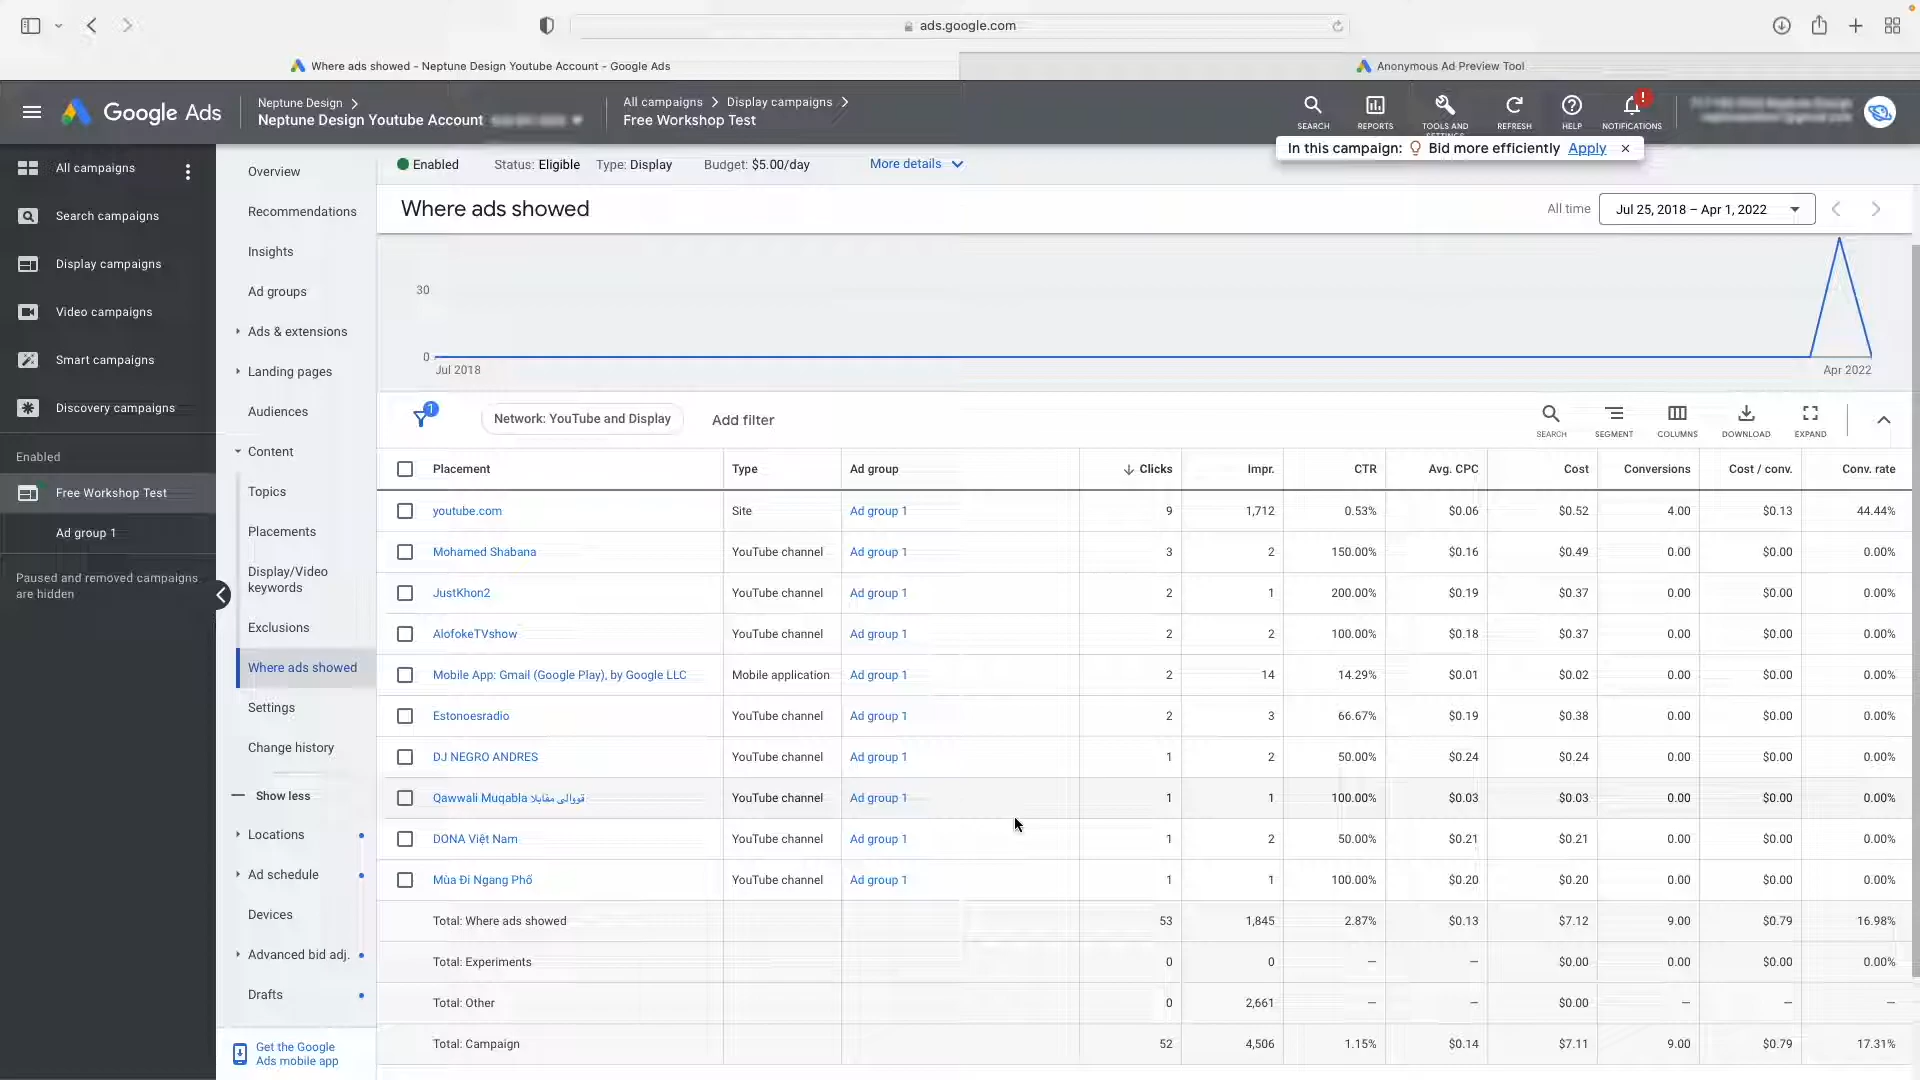 ads.google.com
Where ads showed - Neptune Design Youtube Account - Google Ads
Anonymous Ad Preview Tool
Google Ads
Neptune Design
Neptune Design Youtube Account
All campaigns
Display campaigns
Free Workshop Test
SEARCH
REPORTS
TOOLS AND
SETTINGS
REFRESH
HELP
NOTIFICATIONS
!
In this campaign: Bid more efficiently Apply ×
All campaigns
Search campaigns
Display campaigns
Video campaigns
Smart campaigns
Discovery campaigns
Enabled
Free Workshop Test
Ad group 1
Paused and removed campaigns
are hidden
Overview
Recommendations
Insights
Ad groups
Ads & extensions
Landing pages
Audiences
Content
Topics
Placements
Display/Video
keywords
Exclusions
Where ads showed
Settings
Change history
Show less
Locations
Ad schedule
Devices
Advanced bid adj.
Drafts
Get the Google
Ads mobile app
Enabled Status: Eligible Type: Display Budget: $5.00/day More details
Where ads showed
All time Jul 25, 2018 – Apr 1, 2022
30
0
Jul 2018 Apr 2022
1
Network: YouTube and Display
Add filter
SEARCH
SEGMENT
COLUMNS
DOWNLOAD
EXPAND
Placement Type Ad group Clicks Impr. CTR Avg. CPC Cost Conversions Cost / conv. Conv. rate
youtube.com Site Ad group 1 9 1,712 0.53% $0.06 $0.52 4.00 $0.13 44.44%
Mohamed Shabana YouTube channel Ad group 1 3 2 150.00% $0.16 $0.49 0.00 $0.00 0.00%
JustKhon2 YouTube channel Ad group 1 2 1 200.00% $0.19 $0.37 0.00 $0.00 0.00%
AlofokeTVshow YouTube channel Ad group 1 2 2 100.00% $0.18 $0.37 0.00 $0.00 0.00%
Mobile App: Gmail (Google Play), by Google LLC Mobile application Ad group 1 2 14 14.29% $0.01 $0.02 0.00 $0.00 0.00%
Estonoesradio YouTube channel Ad group 1 2 3 66.67% $0.19 $0.38 0.00 $0.00 0.00%
DJ NEGRO ANDRES YouTube channel Ad group 1 1 2 50.00% $0.24 $0.24 0.00 $0.00 0.00%
Qawwali Muqabla قووالی مقابلا YouTube channel Ad group 1 1 1 100.00% $0.03 $0.03 0.00 $0.00 0.00%
DONA Việt Nam YouTube channel Ad group 1 1 2 50.00% $0.21 $0.21 0.00 $0.00 0.00%
Mùa Đi Ngang Phố YouTube channel Ad group 1 1 1 100.00% $0.20 $0.20 0.00 $0.00 0.00%
Total: Where ads showed 53 1,845 2.87% $0.13 $7.12 9.00 $0.79 16.98%
Total: Experiments 0 0 — — $0.00 0.00 $0.00 0.00%
Total: Other 0 2,661 — — $0.00 — — —
Total: Campaign 52 4,506 1.15% $0.14 $7.11 9.00 $0.79 17.31%